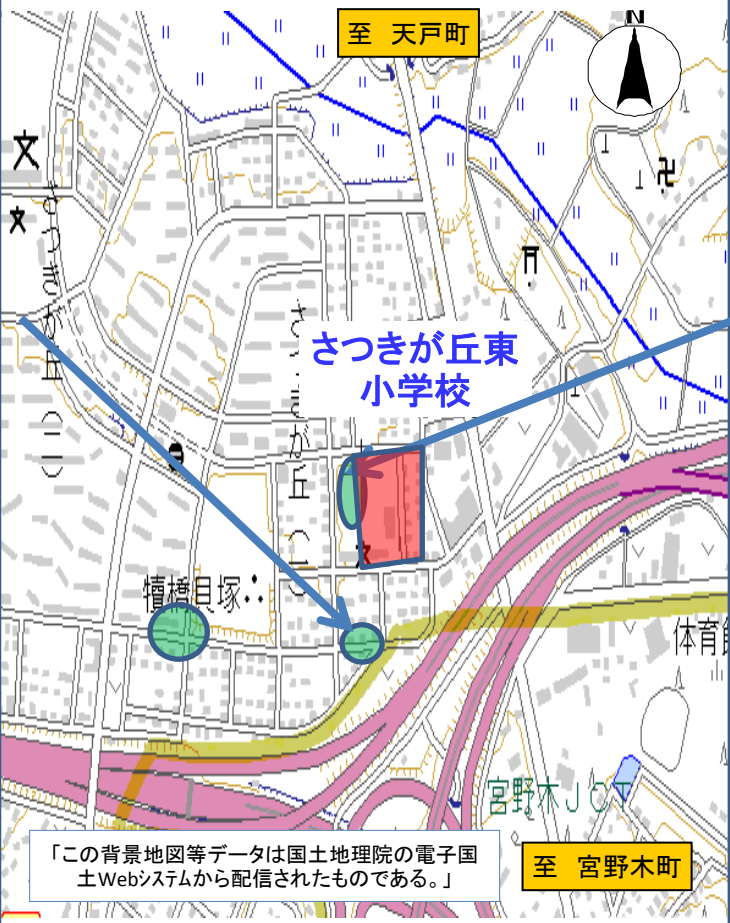 至 天戸町
N
文
文
さつきが丘(二)
さつきが丘東
小学校
さつきが丘(一)
犢橋貝塚
体育館
宮野木JCT
「この背景地図等データは国土地理院の電子国
土Webシステムから配信されたものである。」
至 宮野木町